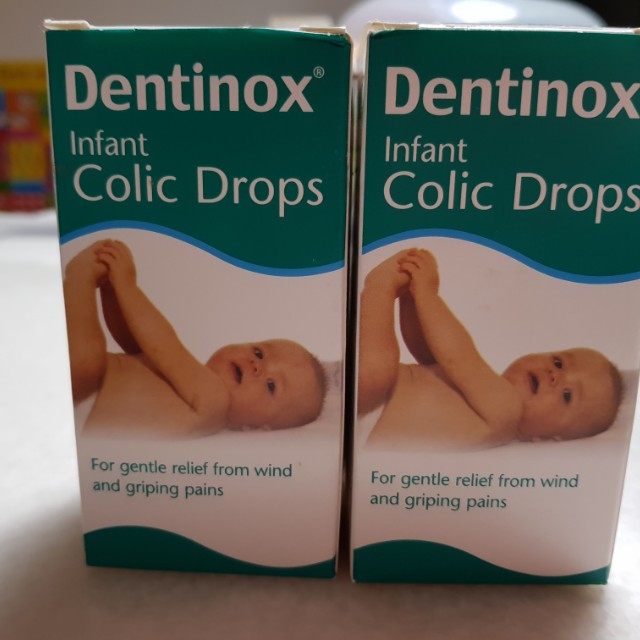 Dentinox®
Infant
Colic Drops
For gentle relief from wind
and griping pains
Dentinox
Infant
Colic Drops
For gentle relief from wind
and griping pains